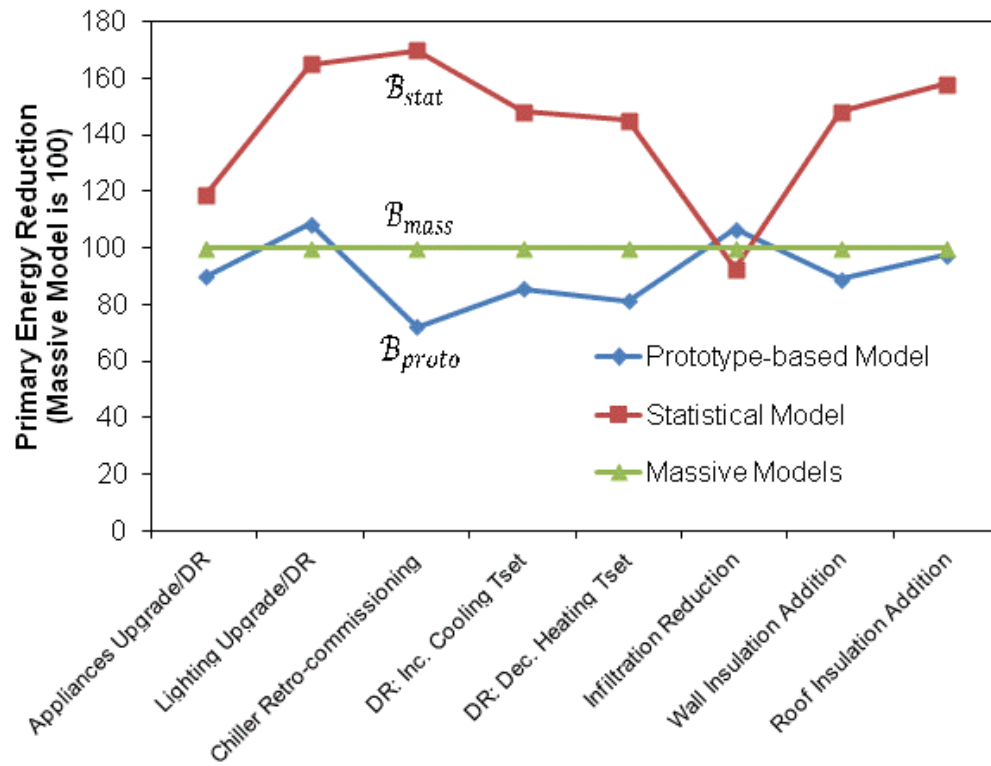 Primary Energy Reduction
(Massive Model is 100)
180
160
140
120
100
80
60
40
20
0
ℬstat
ℬmass
ℬproto
Prototype-based Model
Statistical Model
Massive Models
Appliances Upgrade/DR
Lighting Upgrade/DR
Chiller Retro-commissioning
DR: Inc. Cooling Tset
DR: Dec. Heating Tset
Infiltration Reduction
Wall Insulation Addition
Roof Insulation Addition